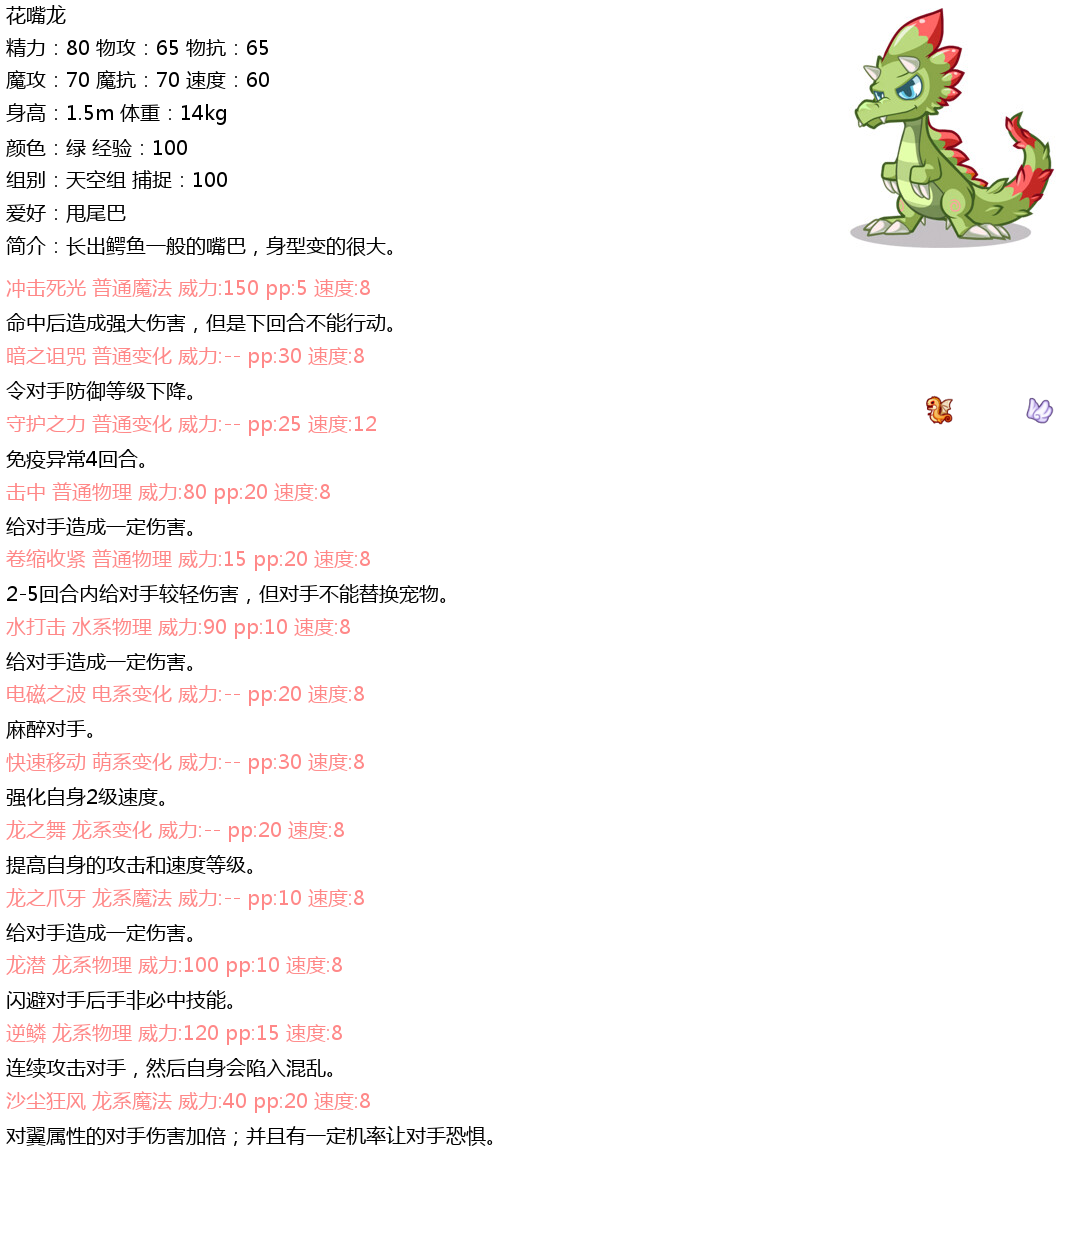 花嘴龙
精力：80 物攻：65 物抗：65
魔攻：70 魔抗：70 速度：60
身高：1.5m 体重：14kg
颜色：绿 经验：100
组别：天空组 捕捉：100
爱好：甩尾巴
简介：长出鳄鱼一般的嘴巴，身型变的很大。
冲击死光 普通魔法 威力:150 pp:5 速度:8
命中后造成强大伤害，但是下回合不能行动。
暗之诅咒 普通变化 威力:-- pp:30 速度:8
令对手防御等级下降。
守护之力 普通变化 威力:-- pp:25 速度:12
免疫异常4回合。
击中 普通物理 威力:80 pp:20 速度:8
给对手造成一定伤害。
卷缩收紧 普通物理 威力:15 pp:20 速度:8
2-5回合内给对手较轻伤害，但对手不能替换宠物。
水打击 水系物理 威力:90 pp:10 速度:8
给对手造成一定伤害。
电磁之波 电系变化 威力:-- pp:20 速度:8
麻醉对手。
快速移动 萌系变化 威力:-- pp:30 速度:8
强化自身2级速度。
龙之舞 龙系变化 威力:-- pp:20 速度:8
提高自身的攻击和速度等级。
龙之爪牙 龙系魔法 威力:-- pp:10 速度:8
给对手造成一定伤害。
龙潜 龙系物理 威力:100 pp:10 速度:8
闪避对手后手非必中技能。
逆鳞 龙系物理 威力:120 pp:15 速度:8
连续攻击对手，然后自身会陷入混乱。
沙尘狂风 龙系魔法 威力:40 pp:20 速度:8
对翼属性的对手伤害加倍；并且有一定机率让对手恐惧。